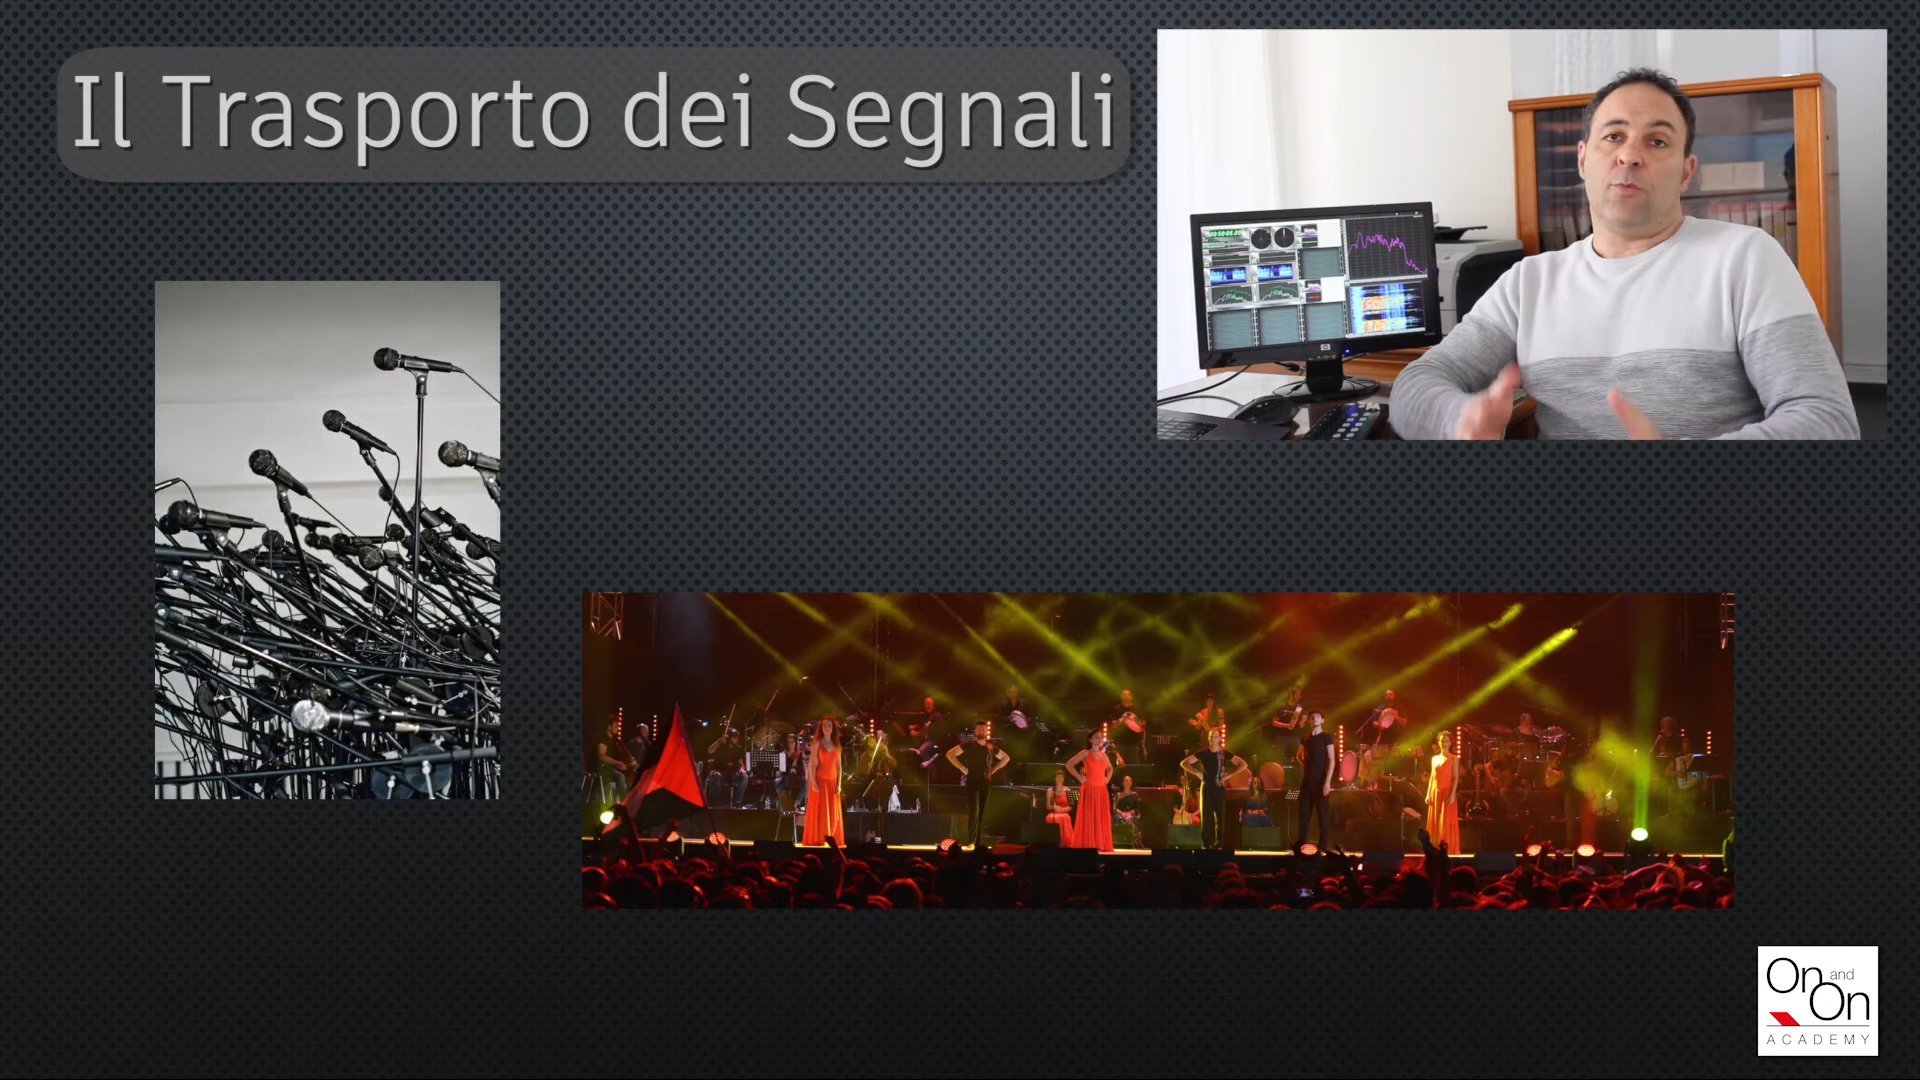 Il Trasporto dei Segnali
On and
On
ACADEMY